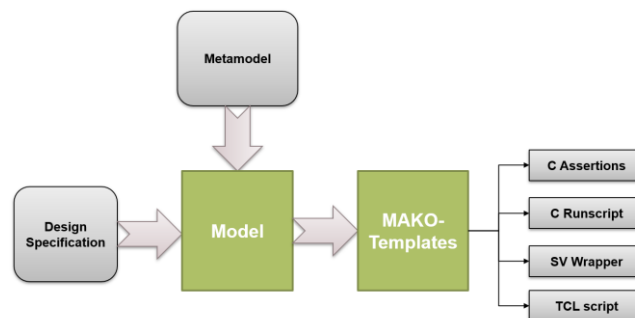 Metamodel
Design
Specification
Model
MAKO-
Templates
C Assertions
C Runscript
SV Wrapper
TCL script